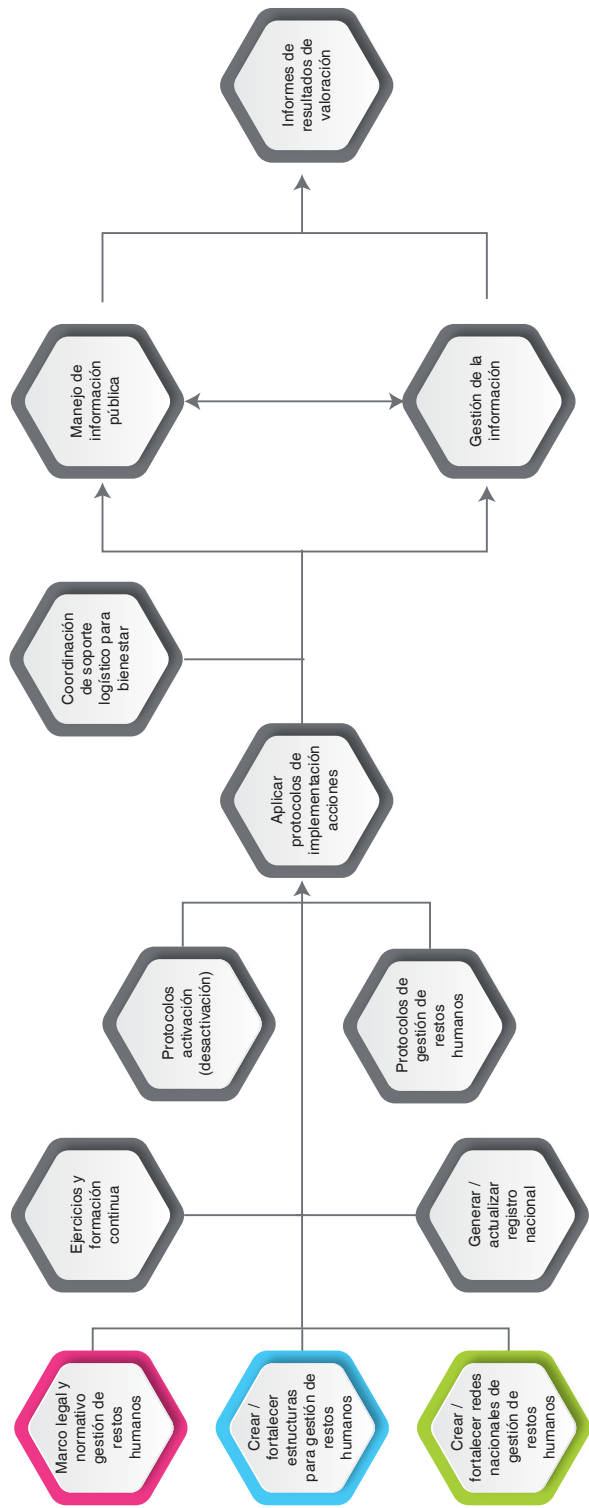 Marco legal y
normativo
gestión de
restos
humanos
Crear /
fortalecer
estructuras
para gestión de
restos
humanos
Crear /
fortalecer redes
nacionales de
gestión de
restos
humanos
Ejercicios y
formación
continua
Generar /
actualizar
registro
nacional
Protocolos
activación
(desactivación)
Protocolos de
gestión de
restos
humanos
Aplicar
protocolos de
implementación
acciones
Coordinación
de soporte
logístico para
bienestar
Manejo de
información
pública
Gestión de la
información
Informes de
resultados de
valoración